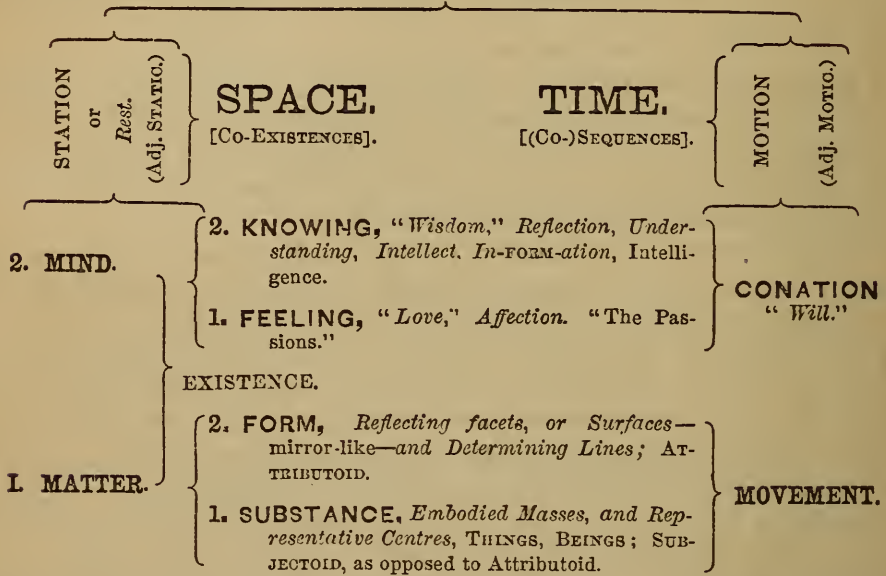 STATION
or
Rest.
(Adj. STATIC.)
SPACE.
[CO-EXISTENCES].
TIME.
[(CO-)SEQUENCES].
MOTION
(Adj. MOTIC.)
2. MIND.
2. KNOWING, "Wisdom," Reflection, Under-
standing, Intellect. In-FORM-ation, Intelli-
gence.
1. FEELING, "Love," Affection. "The Pas-
sions."
CONATION
"Will."
EXISTENCE.
I. MATTER.
2. FORM, Reflecting facets, or Surfaces—
mirror-like—and Determining Lines; AT-
TRIBUTOID.
1. SUBSTANCE, Embodied Masses, and Rep-
resentative Centres, THINGS, BEINGS; SUB-
JECTOID, as opposed to Attributoid.
MOVEMENT.